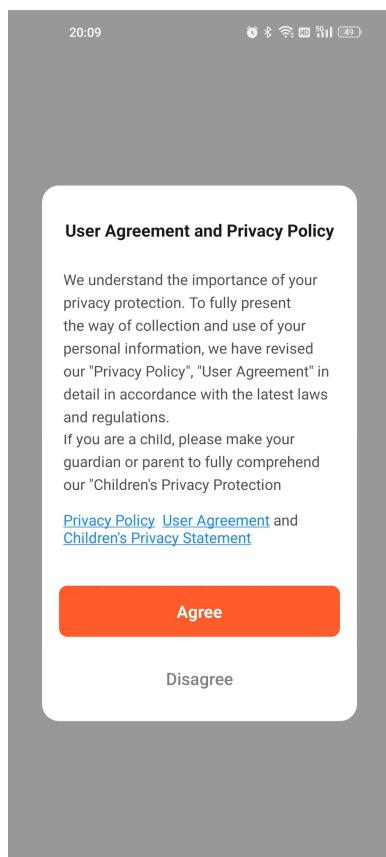 20:09
HD 5G 49
User Agreement and Privacy Policy
We understand the importance of your
privacy protection. To fully present
the way of collection and use of your
personal information, we have revised
our "Privacy Policy", "User Agreement" in
detail in accordance with the latest laws
and regulations.
If you are a child, please make your
guardian or parent to fully comprehend
our "Children's Privacy Protection
Privacy Policy User Agreement and
Children's Privacy Statement
Agree
Disagree